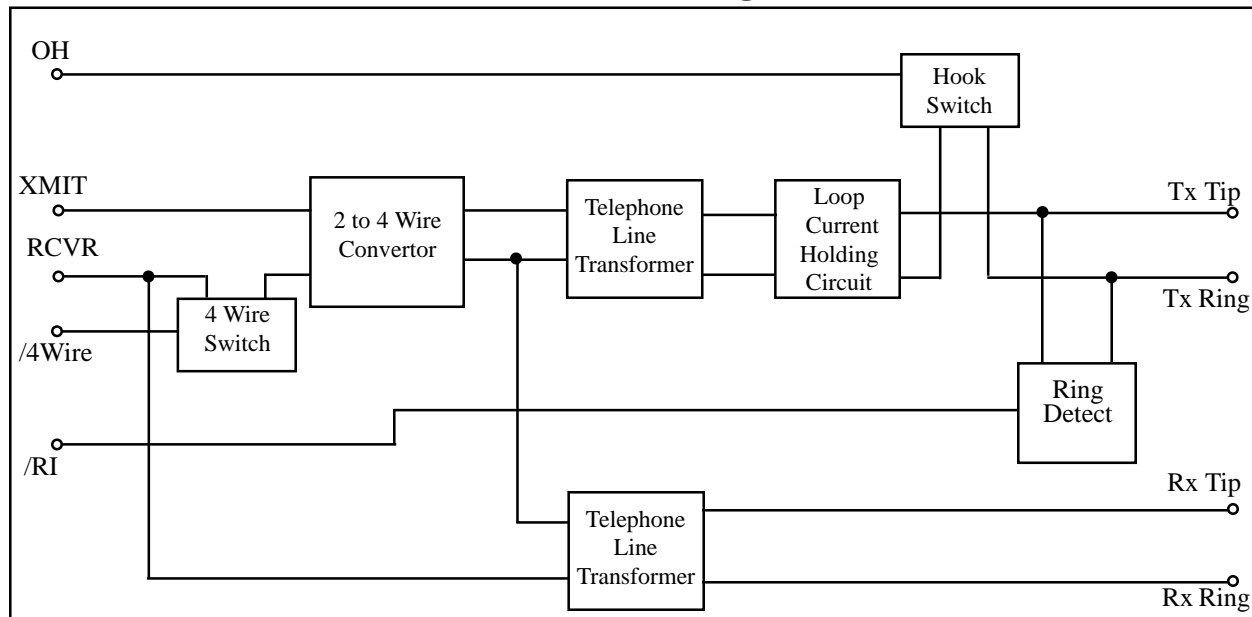 OH
Hook
Switch
XMIT
2 to 4 Wire
Convertor
Telephone
Line
Transformer
Loop
Current
Holding
Circuit
Tx Tip
RCVR
4 Wire
Switch
Tx Ring
/4Wire
Ring
Detect
/RI
Rx Tip
Telephone
Line
Transformer
Rx Ring